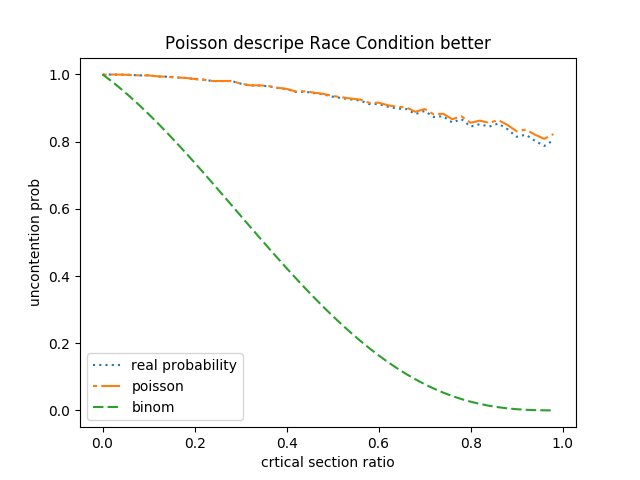 Poisson descripe Race Condition better
uncontention prob
1.0
0.8
0.6
0.4
0.2
0.0
real probability
poisson
binom
0.0 0.2 0.4 0.6 0.8 1.0
crtical section ratio